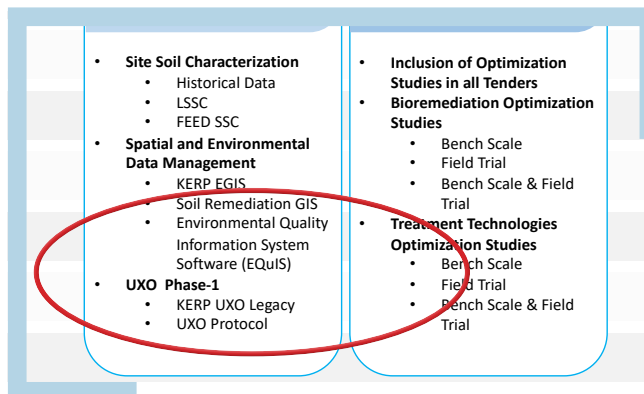 • Site Soil Characterization
• Historical Data
• LSSC
• FEED SSC
• Spatial and Environmental
Data Management
• KERP EGIS
• Soil Remediation GIS
• Environmental Quality
Information System
Software (EQuIS)
• UXO Phase-1
• KERP UXO Legacy
• UXO Protocol
• Inclusion of Optimization
Studies in all Tenders
• Bioremediation Optimization
Studies
• Bench Scale
• Field Trial
• Bench Scale & Field
Trial
• Treatment Technologies
Optimization Studies
• Bench Scale
• Field Trial
• Bench Scale & Field
Trial